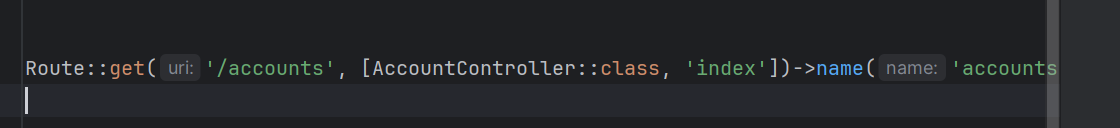 Route::get( uri: '/accounts', [AccountController::class, 'index'])->name( name: 'accounts